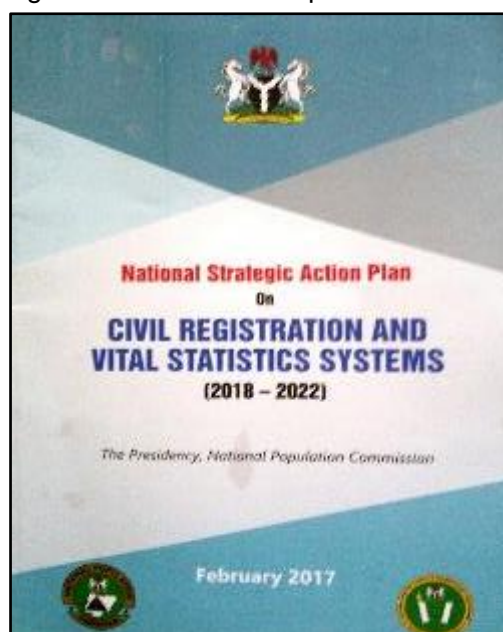 National Strategic Action Plan
On
CIVIL REGISTRATION AND
VITAL STATISTICS SYSTEMS
(2018 – 2022)
The Presidency, National Population Commission
February 2017